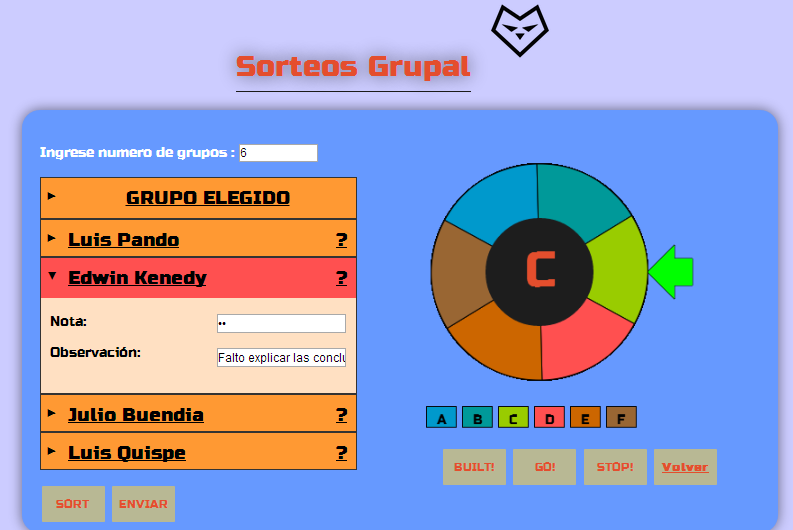 Sorteos Grupal
Ingrese numero de grupos : 6
GRUPO ELEGIDO
Luis Pando ?
Edwin Kenedy ?
Nota: ••
Observación: Falto explicar las conclu
Julio Buendia ?
Luis Quispe ?
SORT ENVIAR
C
A B C D E F
BUILT! GO! STOP! Volver